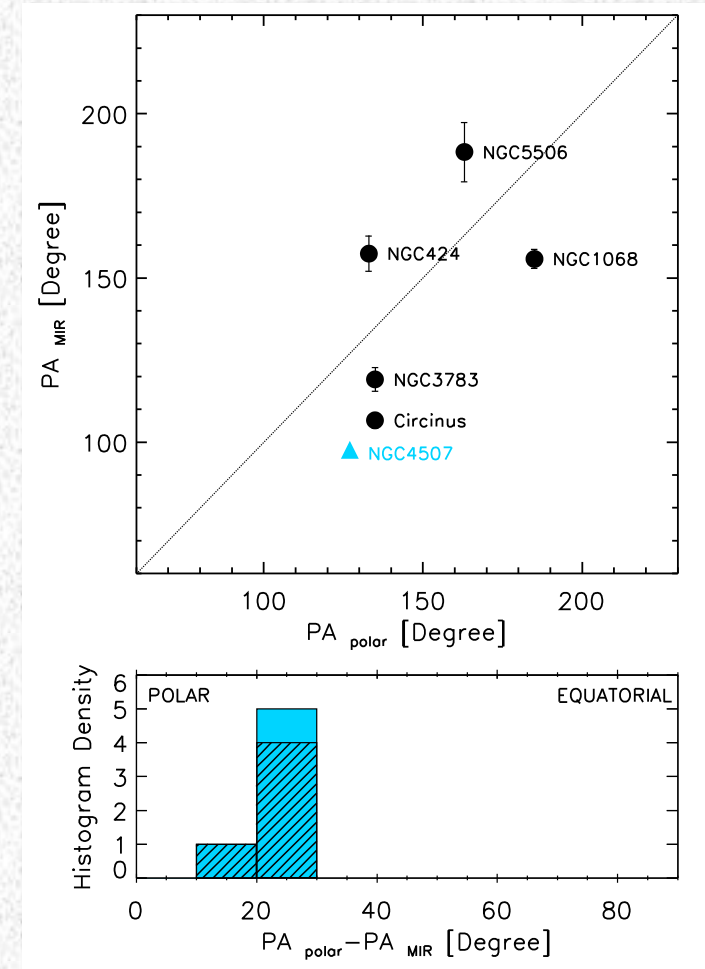 200
NGC5506
NGC424
NGC1068
150
PA MIR [Degree]
NGC3783
Circinus
100
NGC4507
100 150 200
PA polar [Degree]
6
POLAR EQUATORIAL
5
4
3
2
1
0
Histogram Density
0 20 40 60 80
PA polar-PA MIR [Degree]